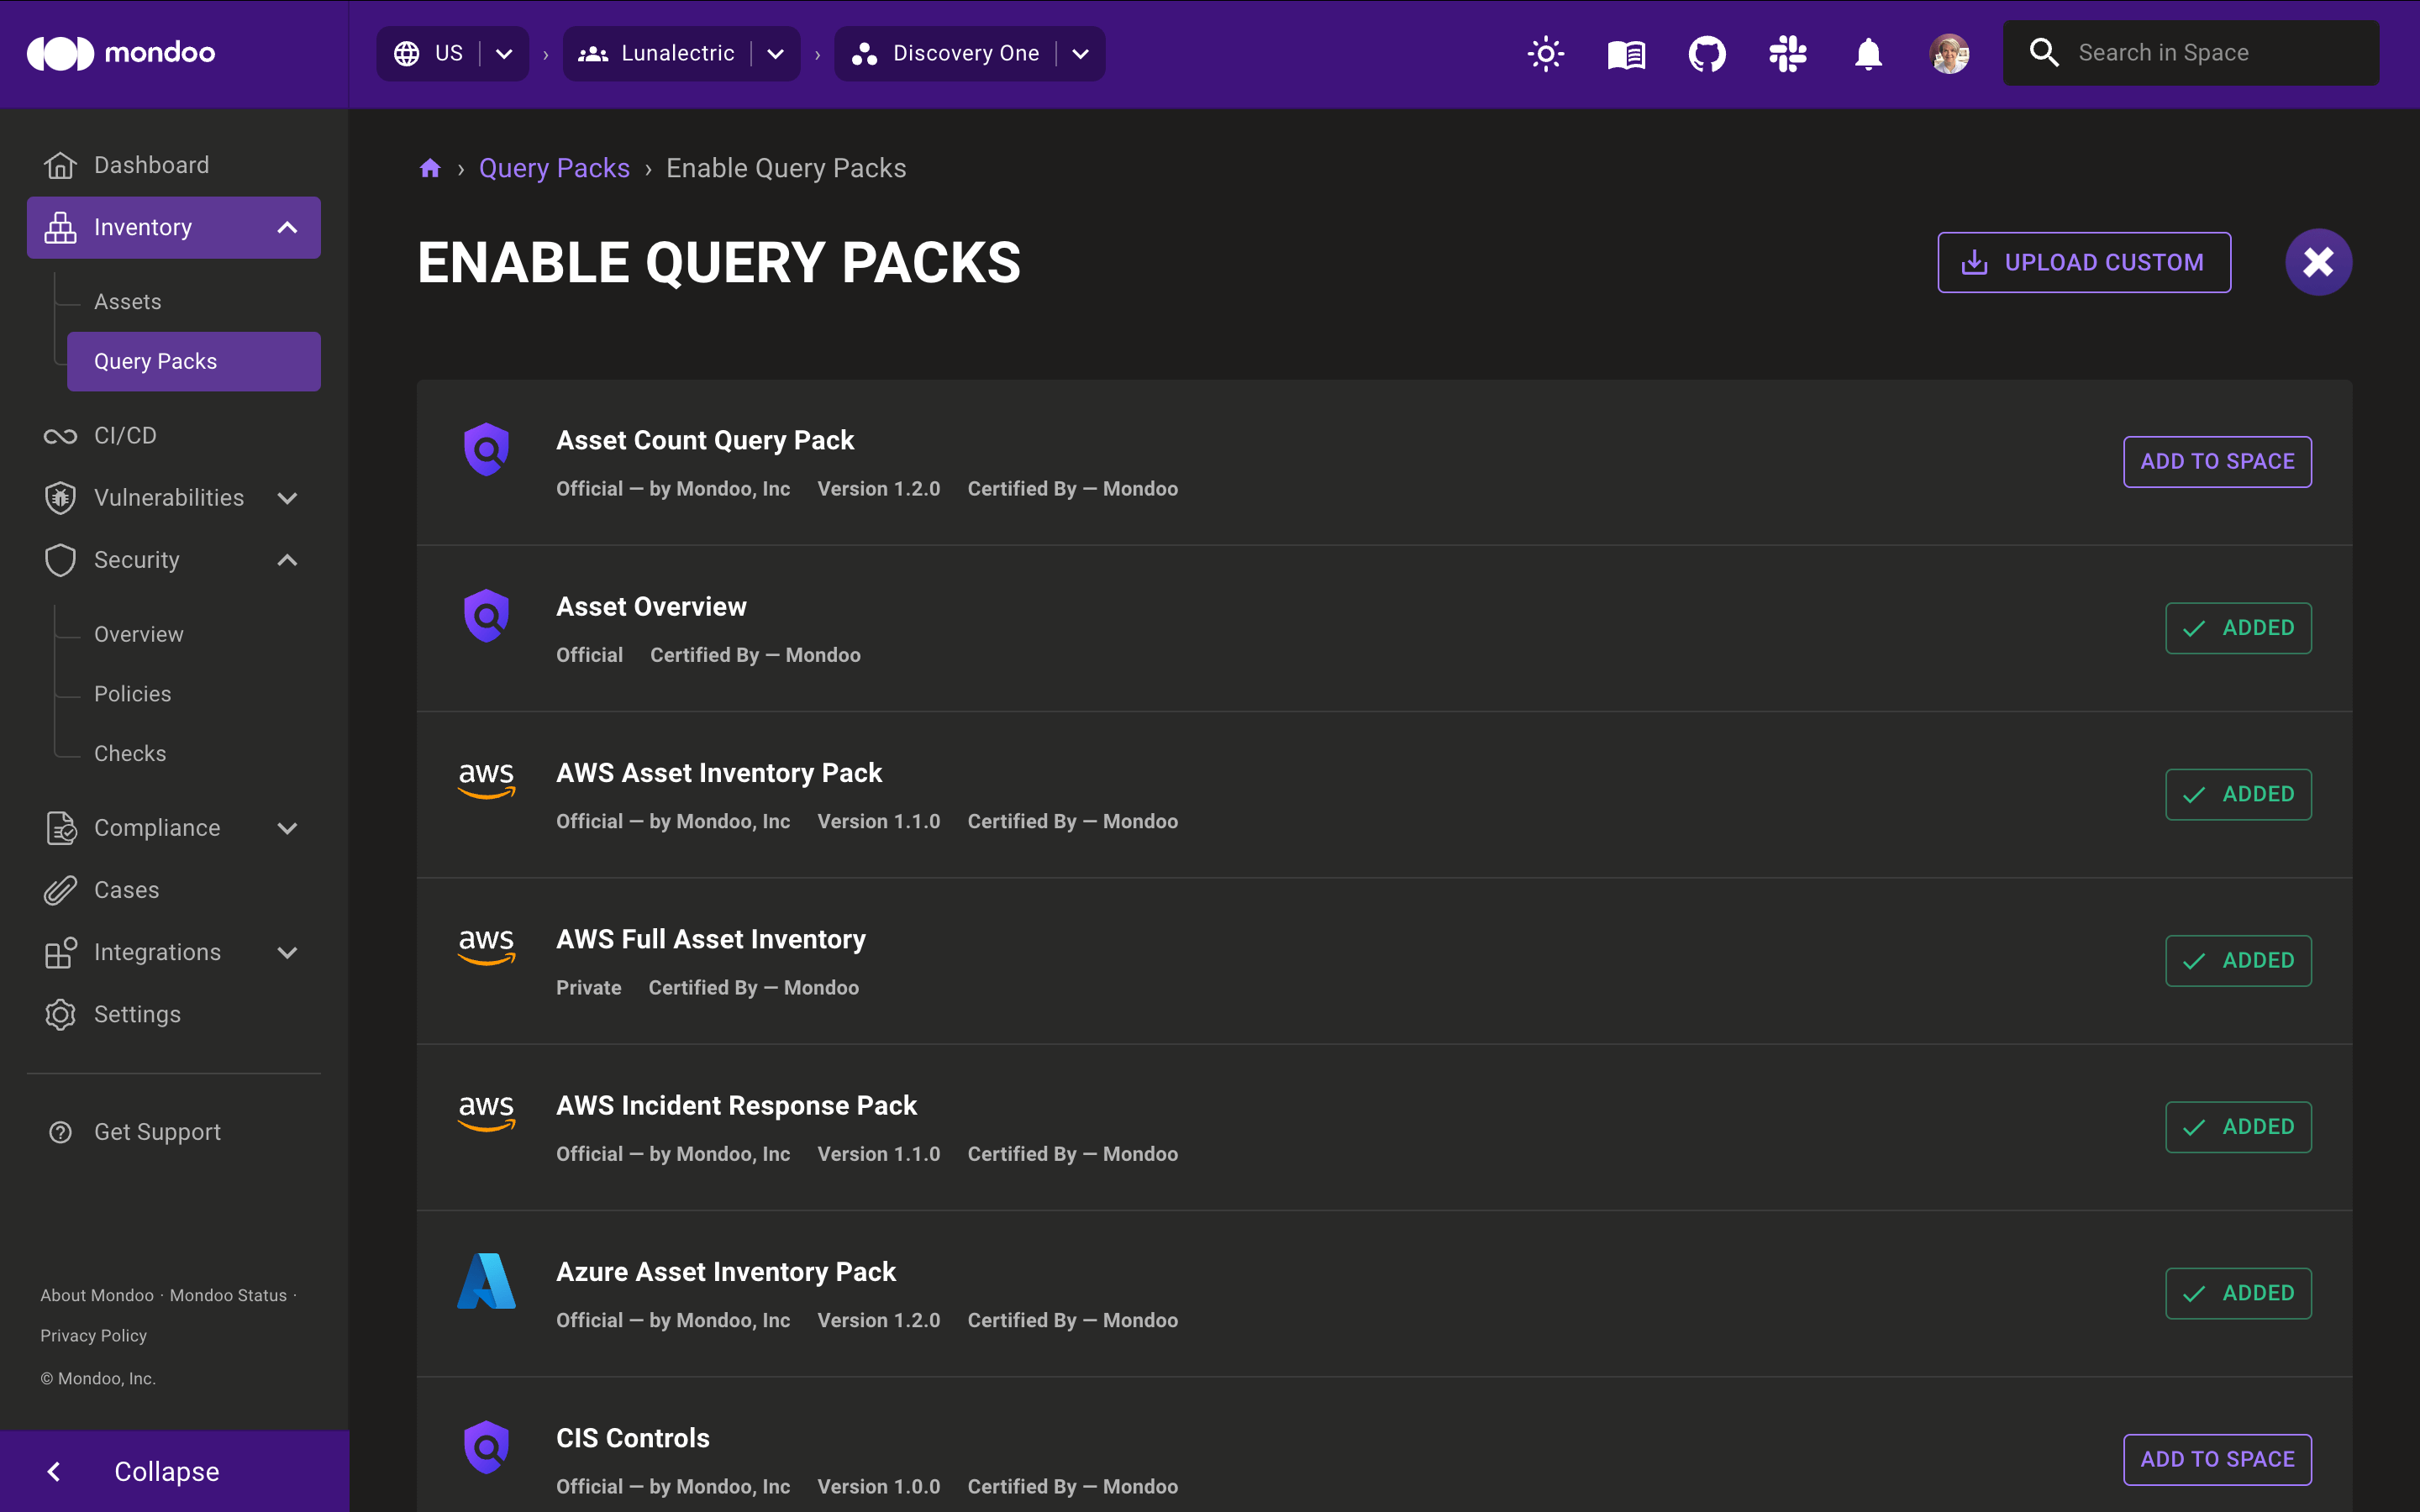 mondoo
US
Lunalectric
Discovery One
Search in Space
Dashboard
Inventory
Assets
Query Packs
CI/CD
Vulnerabilities
Security
Overview
Policies
Checks
Compliance
Cases
Integrations
Settings
Get Support
About Mondoo · Mondoo Status ·
Privacy Policy
© Mondoo, Inc.
Collapse
› Query Packs › Enable Query Packs
ENABLE QUERY PACKS
UPLOAD CUSTOM
Asset Count Query Pack
Official — by Mondoo, Inc Version 1.2.0 Certified By — Mondoo
ADD TO SPACE
Asset Overview
Official Certified By — Mondoo
ADDED
aws
AWS Asset Inventory Pack
Official — by Mondoo, Inc Version 1.1.0 Certified By — Mondoo
ADDED
aws
AWS Full Asset Inventory
Private Certified By — Mondoo
ADDED
aws
AWS Incident Response Pack
Official — by Mondoo, Inc Version 1.1.0 Certified By — Mondoo
ADDED
Azure Asset Inventory Pack
Official — by Mondoo, Inc Version 1.2.0 Certified By — Mondoo
ADDED
CIS Controls
Official — by Mondoo, Inc Version 1.0.0 Certified By — Mondoo
ADD TO SPACE